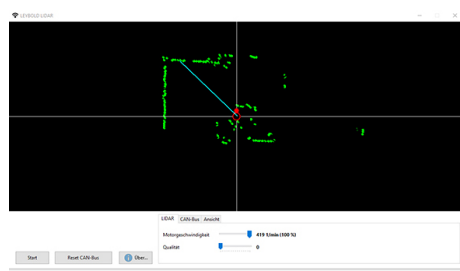 LEYBOLD LIDAR
LIDAR CAN-Bus Ansicht
Motorgeschwindigkeit 419 1/min (100 %)
Qualität 0
Start Reset CAN-Bus Über...